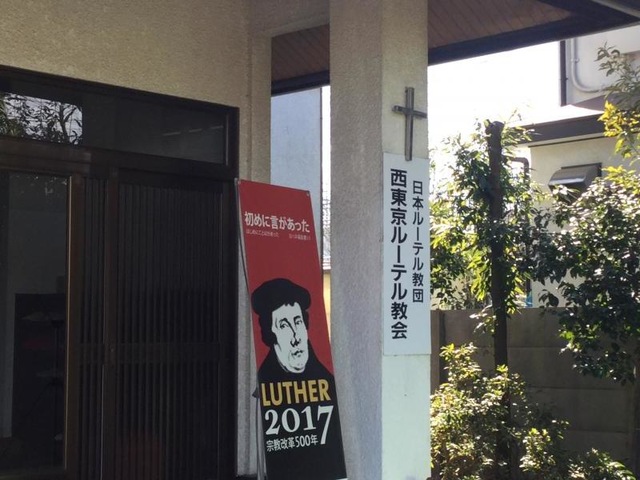 初めに言があった
LUTHER
2017
宗教改革500年
日本ルーテル教団
西東京ルーテル教会